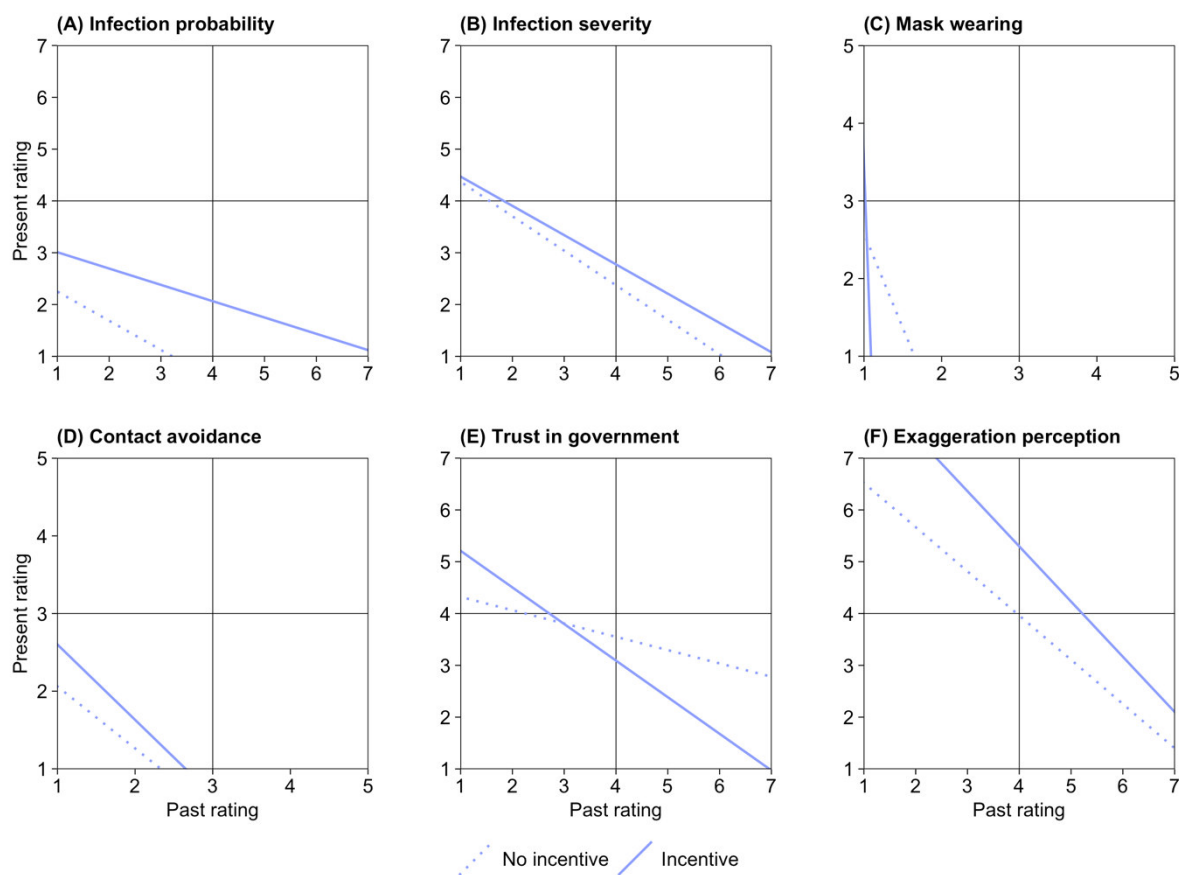 (A) Infection probability
(B) Infection severity
(C) Mask wearing
7
6
5
4
3
2
1
Present rating
1 2 3 4 5 6 7
7
6
5
4
3
2
1
1 2 3 4 5 6 7
5
4
3
2
1
1 2 3 4 5
(D) Contact avoidance
(E) Trust in government
(F) Exaggeration perception
5
4
3
2
1
Present rating
1 2 3 4 5
Past rating
7
6
5
4
3
2
1
1 2 3 4 5 6 7
Past rating
7
6
5
4
3
2
1
1 2 3 4 5 6 7
Past rating
No incentive Incentive